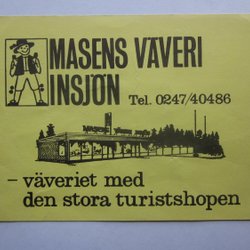 MASENS VÄVERI
INSJÖN Tel. 0247/40486
– väveriet med
den stora turistshopen